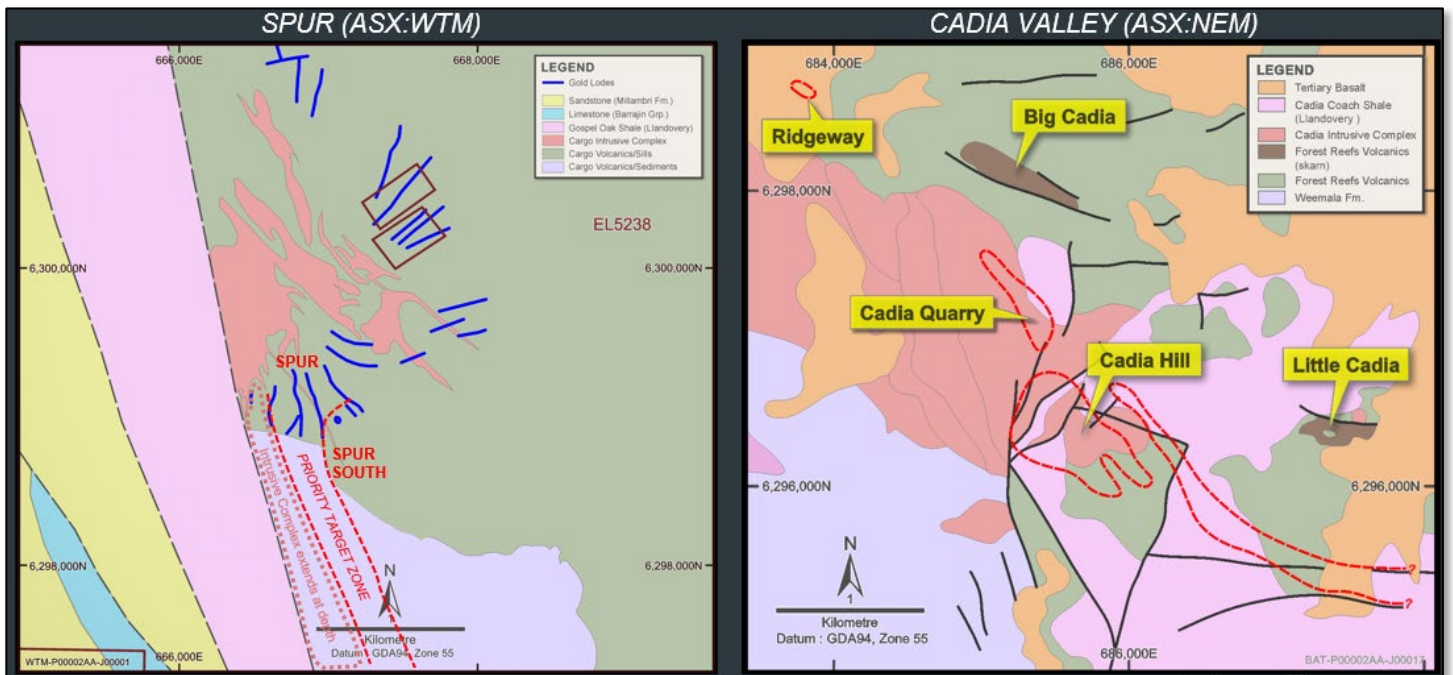 SPUR (ASX:WTM)
666,000E
668,000E
LEGEND
Gold Lodes
Sandstone (Millambri Fm.)
Limestone (Barrajin Grp.)
Gospel Oak Shale (Llandovery)
Cargo Intrusive Complex
Cargo Volcanics/Sills
Cargo Volcanics/Sediments
EL5238
6,300,000N
6,300,000N
SPUR
SPUR
SOUTH
PRIORITY TARGET ZONE
Intrusive Complex extends at depth
6,298,000N
6,298,000N
N
1
Kilometre
Datum : GDA94, Zone 55
666,000E
WTM-P00002AA-J00001
CADIA VALLEY (ASX:NEM)
684,000E
686,000E
LEGEND
Tertiary Basalt
Cadia Coach Shale
(Llandovery )
Cadia Intrusive Complex
Forest Reefs Volcanics
(skarn)
Forest Reefs Volcanics
Weemala Fm.
Ridgeway
Big Cadia
6,298,000N
Cadia Quarry
Cadia Hill
Little Cadia
6,296,000N
6,296,000N
N
1
Kilometre
Datum : GDA94, Zone 55
?
?
686,000E
BAT-P00002AA-J00017